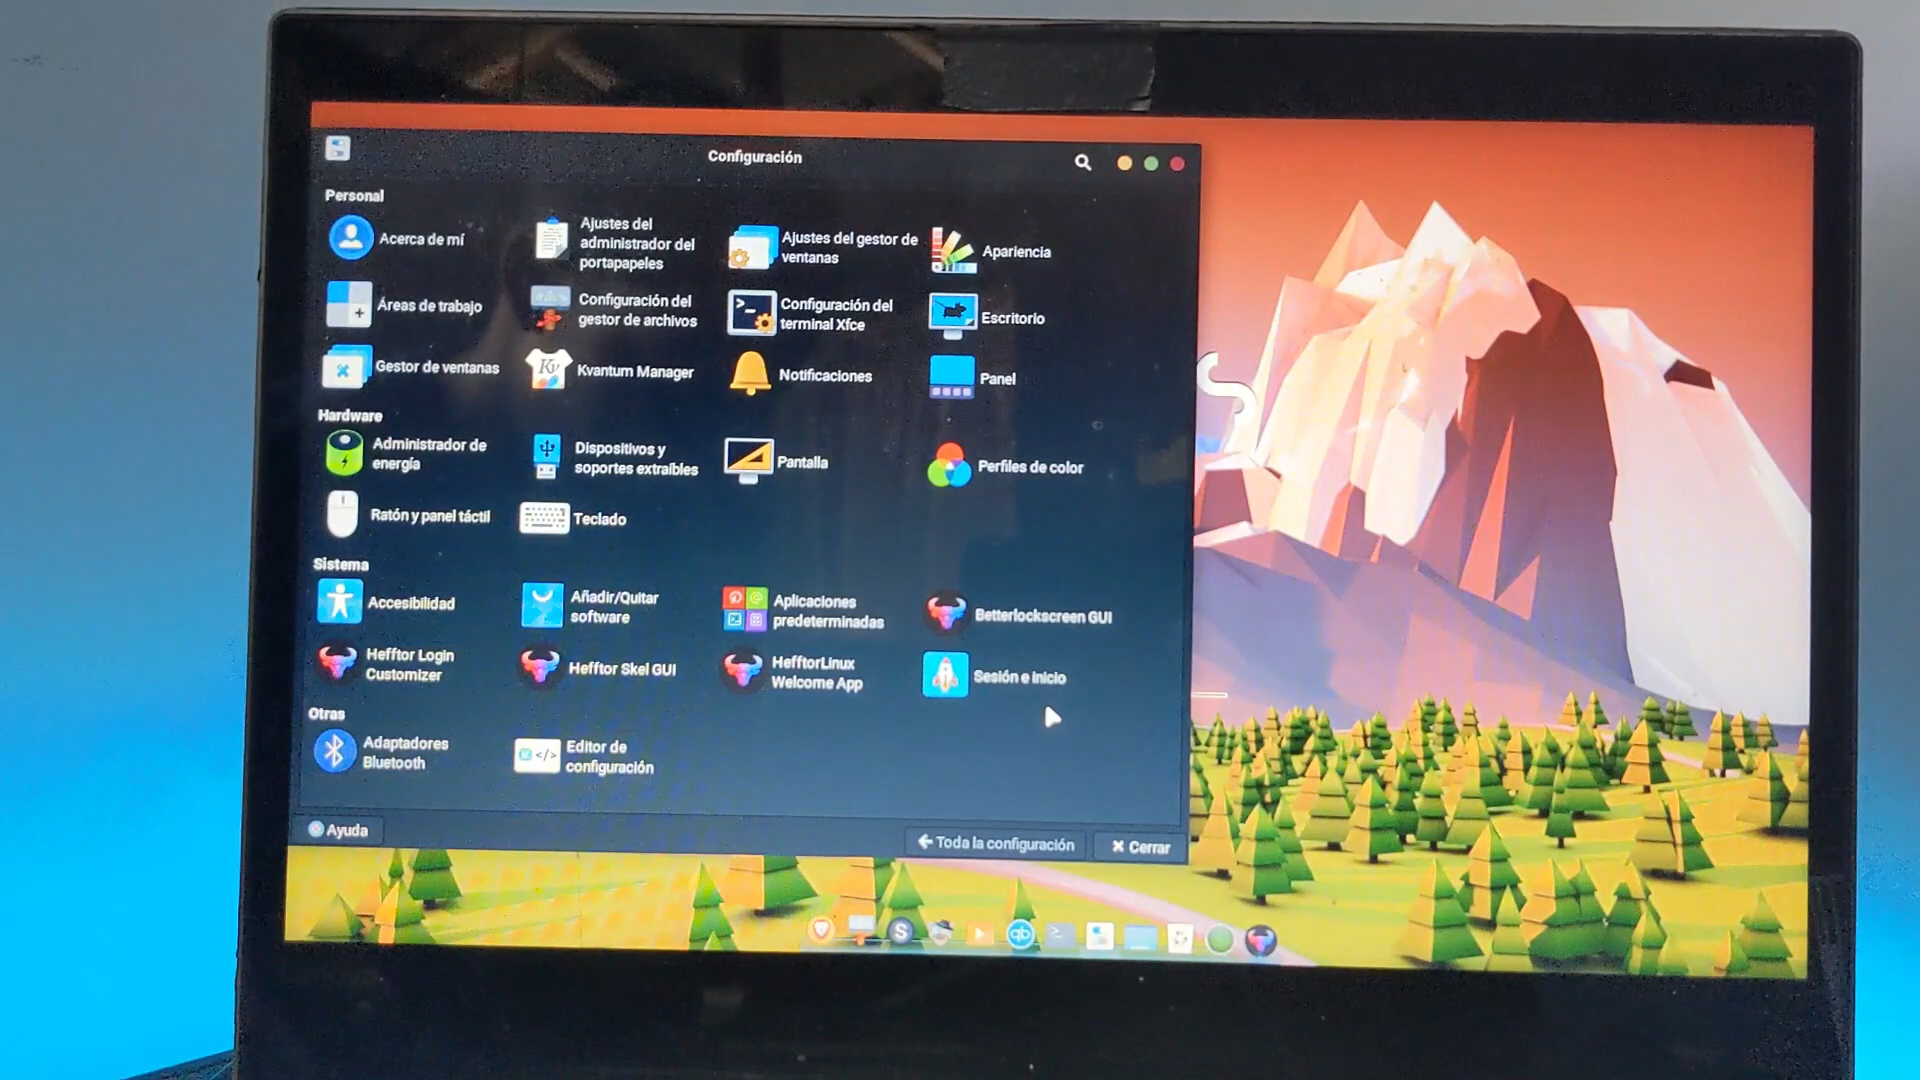 Configuración
Personal
Acerca de mí
Ajustes del
administrador del
portapapeles
Ajustes del gestor de
ventanas
Apariencia
Áreas de trabajo
Configuración del
gestor de archivos
Configuración del
terminal Xfce
Escritorio
Gestor de ventanas
Kv
Kvantum Manager
Notificaciones
Panel
Hardware
Administrador de
energía
Dispositivos y
soportes extraíbles
Pantalla
Perfiles de color
Ratón y panel táctil
Teclado
Sistema
Accesibilidad
Añadir/Quitar
software
Aplicaciones
predeterminadas
Betterlockscreen GUI
Hefftor Login
Customizer
Hefftor Skel GUI
HefftorLinux
Welcome App
Sesión e Inicio
Otras
Adaptadores
Bluetooth
</>
Editor de
configuración
Ayuda
Toda la configuración
Cerrar
S
qb